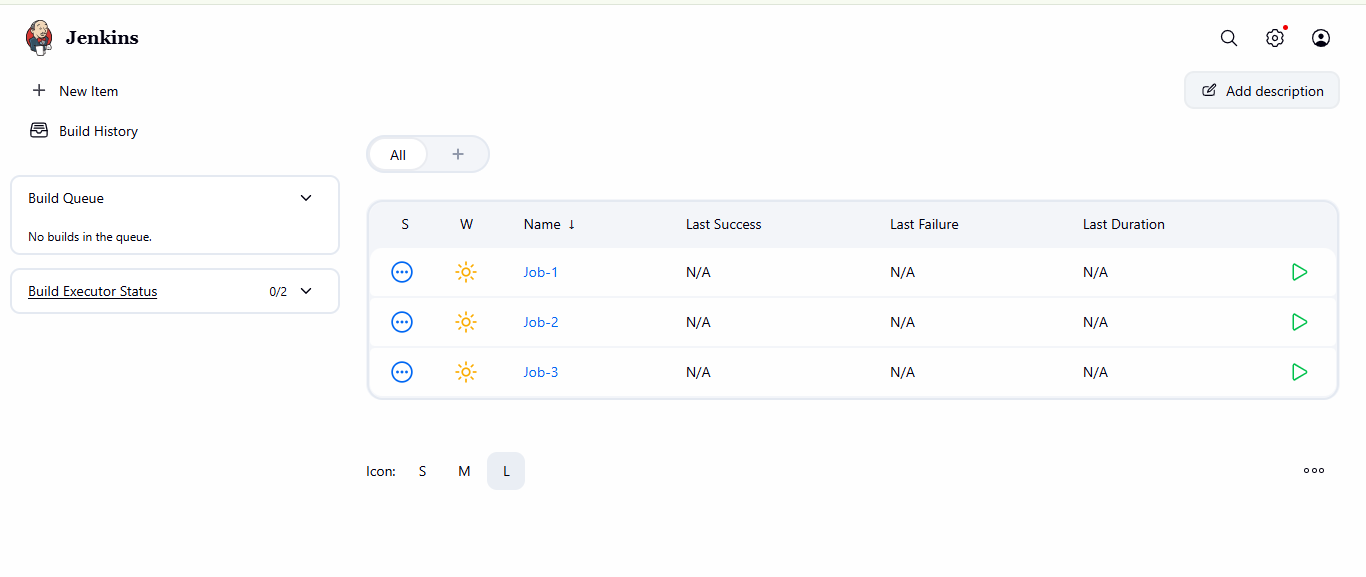 Jenkins
New Item
Add description
Build History
All
Build Queue
No builds in the queue.
Build Executor Status 0/2
S W Name ↓ Last Success Last Failure Last Duration
Job-1 N/A N/A N/A
Job-2 N/A N/A N/A
Job-3 N/A N/A N/A
Icon: S M L